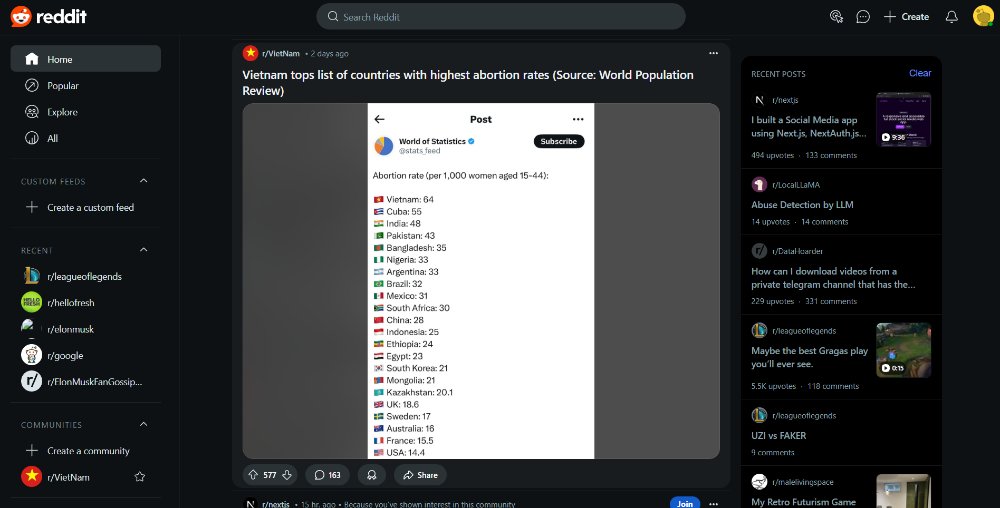 reddit
Search Reddit
Create
Home
Popular
Explore
All
CUSTOM FEEDS
Create a custom feed
RECENT
r/leagueoflegends
HELLO
FRESH
r/hellofresh
r/elonmusk
r/google
r/
r/ElonMuskFanGossip...
COMMUNITIES
Create a community
r/VietNam
r/VietNam • 2 days ago
Vietnam tops list of countries with highest abortion rates (Source: World Population
Review)
Post
World of Statistics
@stats_feed
Subscribe
Abortion rate (per 1,000 women aged 15-44):
Vietnam: 64
Cuba: 55
India: 48
Pakistan: 43
Bangladesh: 35
Nigeria: 33
Argentina: 33
Brazil: 32
Mexico: 31
South Africa: 30
China: 28
Indonesia: 25
Ethiopia: 24
Egypt: 23
South Korea: 21
Mongolia: 21
Kazakhstan: 20.1
UK: 18.6
Sweden: 17
Australia: 16
France: 15.5
USA: 14.4
577
163
Share
N r/nextjs • 15 hr. ago • Because you've shown interest in this community
Join
RECENT POSTS
Clear
N r/nextjs
I built a Social Media app
using Next.js, NextAuth.js...
494 upvotes · 133 comments
A responsive and accessible
full stack social media web
app.
9:36
r/LocalLLaMA
Abuse Detection by LLM
14 upvotes · 14 comments
r/ r/DataHoarder
How can I download videos from a
private telegram channel that has the...
229 upvotes · 331 comments
r/leagueoflegends
Maybe the best Gragas play
you'll ever see.
5.5K upvotes · 118 comments
0:15
r/leagueoflegends
UZI vs FAKER
9 comments
r/malelivingspace
My Retro Futurism Game